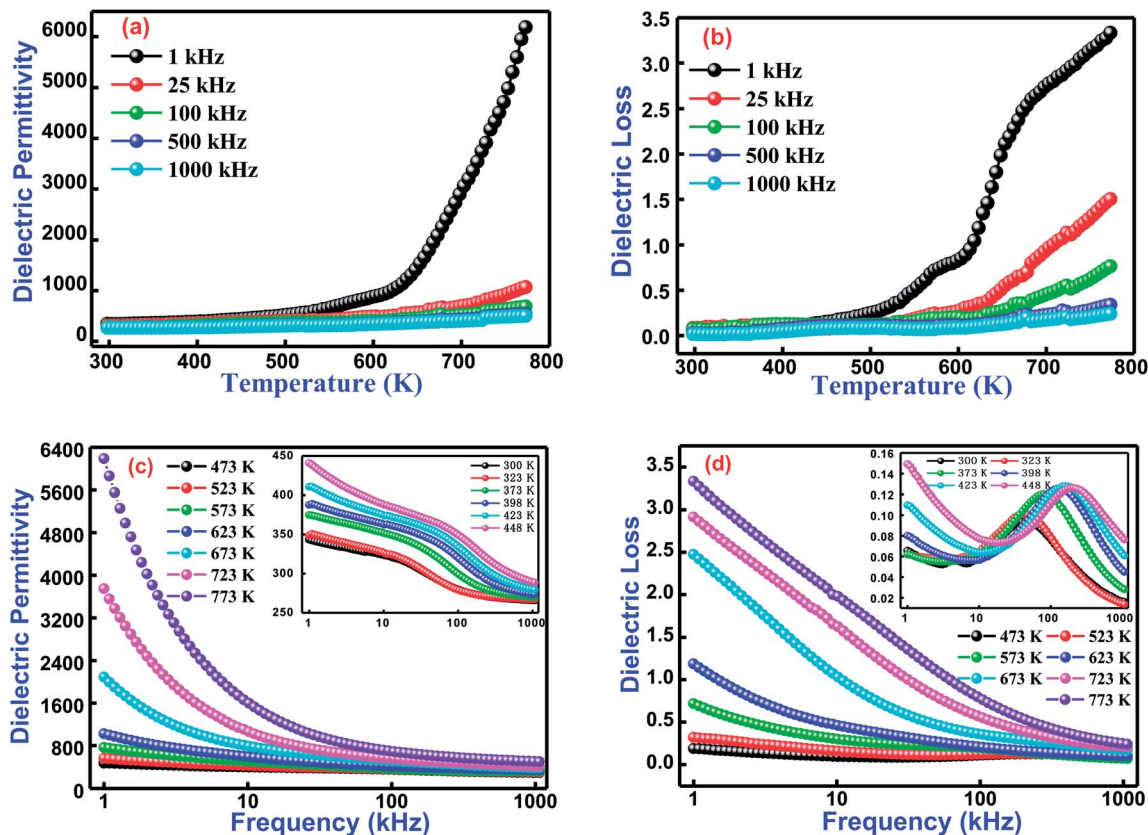 (a)
Dielectric Permittivity
6000
5000
4000
3000
2000
1000
0
1 kHz
25 kHz
100 kHz
500 kHz
1000 kHz
300 400 500 600 700 800
Temperature (K)
(b)
Dielectric Loss
3.5
3.0
2.5
2.0
1.5
1.0
0.5
0.0
1 kHz
25 kHz
100 kHz
500 kHz
1000 kHz
300 400 500 600 700 800
Temperature (K)
(c)
Dielectric Permittivity
6400
5600
4800
4000
3200
2400
1600
800
0
473 K
523 K
573 K
623 K
673 K
723 K
773 K
450
400
350
300
250
300 K
323 K
373 K
398 K
423 K
448 K
1 10 100 1000
1 10 100 1000
Frequency (kHz)
(d)
Dielectric Loss
3.5
3.0
2.5
2.0
1.5
1.0
0.5
0.0
0.16
0.14
0.12
0.10
0.08
0.06
0.04
0.02
300 K 323 K
373 K 398 K
423 K 448 K
1 10 100 1000
473 K 523 K
573 K 623 K
673 K 723 K
773 K
1 10 100 1000
Frequency (kHz)